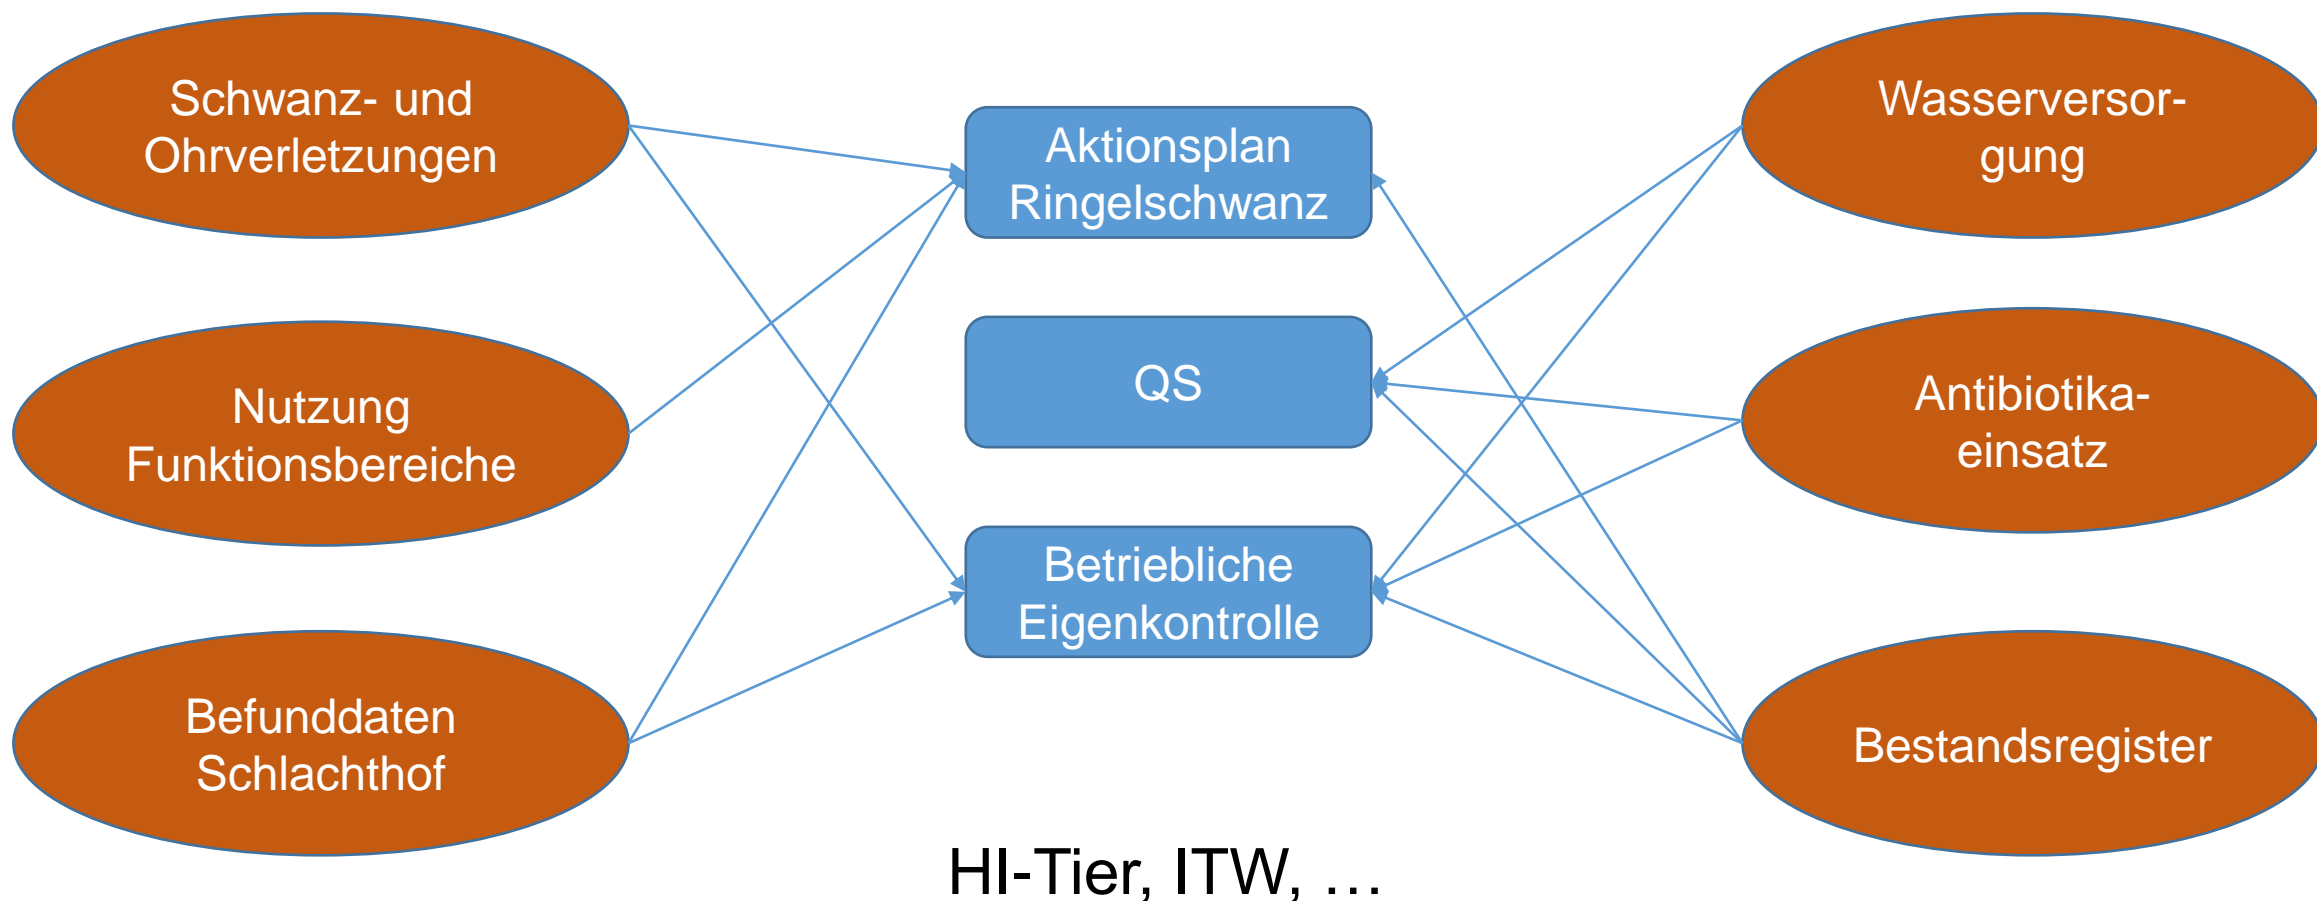 Schwanz- und
Ohrverletzungen
Nutzung
Funktionsbereiche
Befunddaten
Schlachthof
Aktionsplan
Ringelschwanz
QS
Betriebliche
Eigenkontrolle
Wasserversor-
gung
Antibiotika-
einsatz
Bestandsregister
HI-Tier, ITW, …